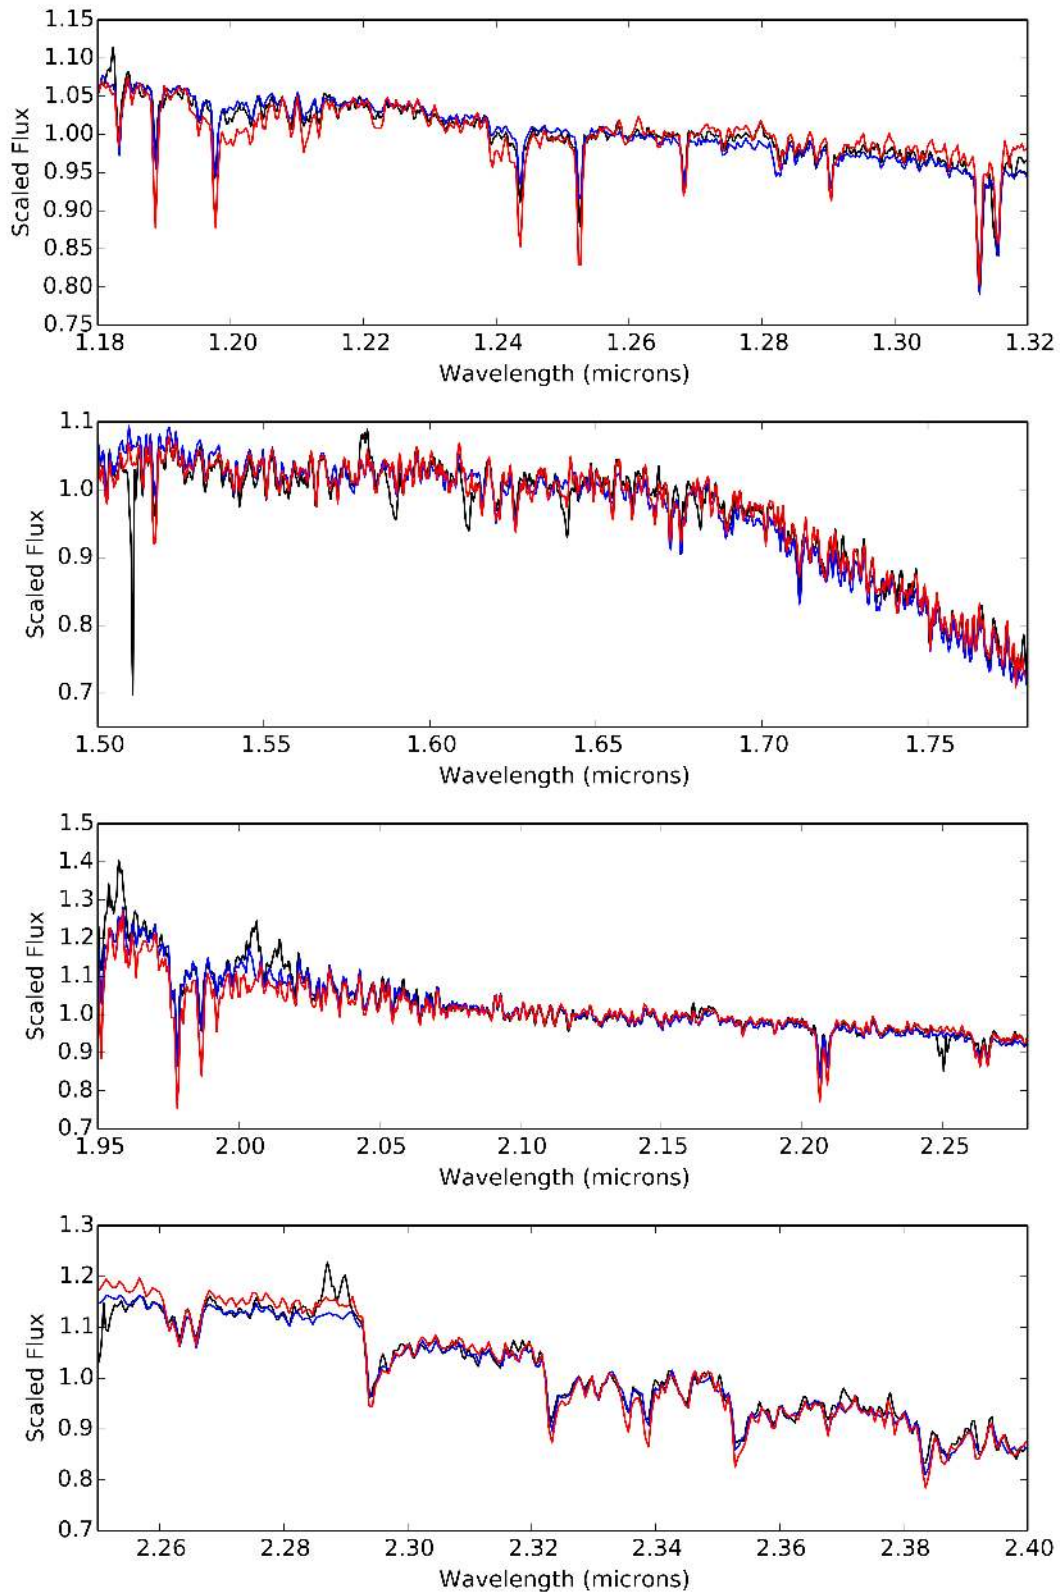 1.15
1.10
1.05
1.00
0.95
0.90
0.85
0.80
0.75
Scaled Flux
1.18 1.20 1.22 1.24 1.26 1.28 1.30 1.32
Wavelength (microns)
1.1
1.0
0.9
0.8
0.7
Scaled Flux
1.50 1.55 1.60 1.65 1.70 1.75
Wavelength (microns)
1.5
1.4
1.3
1.2
1.1
1.0
0.9
0.8
0.7
Scaled Flux
1.95 2.00 2.05 2.10 2.15 2.20 2.25
Wavelength (microns)
1.3
1.2
1.1
1.0
0.9
0.8
0.7
Scaled Flux
2.26 2.28 2.30 2.32 2.34 2.36 2.38 2.40
Wavelength (microns)